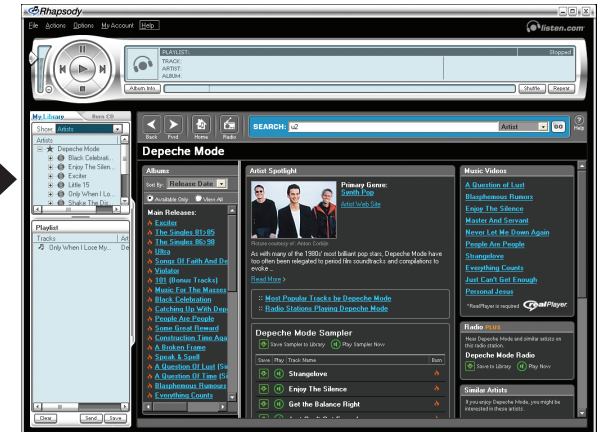 Rhapsody
File Actions Options My Account Help
listen.com
PLAYLIST: Stopped
TRACK:
ARTIST:
ALBUM:
Album Info Shuffle Repeat
My Library Burn CD
Show: Artists
Artists
Depeche Mode
Black Celebrati...
Enjoy The Silen...
Exciter
Little 15
Only When I Lo...
Shake The Dis...
Playlist
Tracks Art
Only When I Lose My... De
Clear Send Save
Back Fwd Home Radio
SEARCH: u2 Artist GO Help
Depeche Mode
Albums
Sort By: Release Date
Available Only View All
Main Releases:
Exciter
The Singles 81>85
The Singles 86>98
Ultra
Songs Of Faith And De
Violator
101 (Bonus Tracks)
Music For The Masses
Black Celebration
Catching Up With Depe
People Are People
Some Great Reward
Construction Time Aga
A Broken Frame
Speak & Spell
A Question Of Lust (Si
A Question Of Time (Si
Blasphemous Rumours
Everything Counts
Artist Spotlight
Primary Genre:
Synth Pop
Artist Web Site
Picture courtesy of: Anton Corbijn
As with many of the 1980s' most brilliant pop stars, Depeche Mode have
too often been relegated to period film soundtracks and compilations to
evoke ..
Read More >
:: Most Popular Tracks by Depeche Mode
:: Radio Stations Playing Depeche Mode
Depeche Mode Sampler
Save Sampler to Library Play Sampler Now
Save Play Track Name Burn
Strangelove
Enjoy The Silence
Get the Balance Right
Music Videos
A Question of Lust
Blasphemous Rumors
Enjoy The Silence
Master And Servant
Never Let Me Down Again
People Are People
Strangelove
Everything Counts
Just Can't Get Enough
Personal Jesus
*RealPlayer is required real Player.
Radio PLUS
Hear Depeche Mode and similar artists on
this radio station.
Depeche Mode Radio
Save to Library Play Now
Similar Artists
If you enjoy Depeche Mode, you might be
interested in these artists.